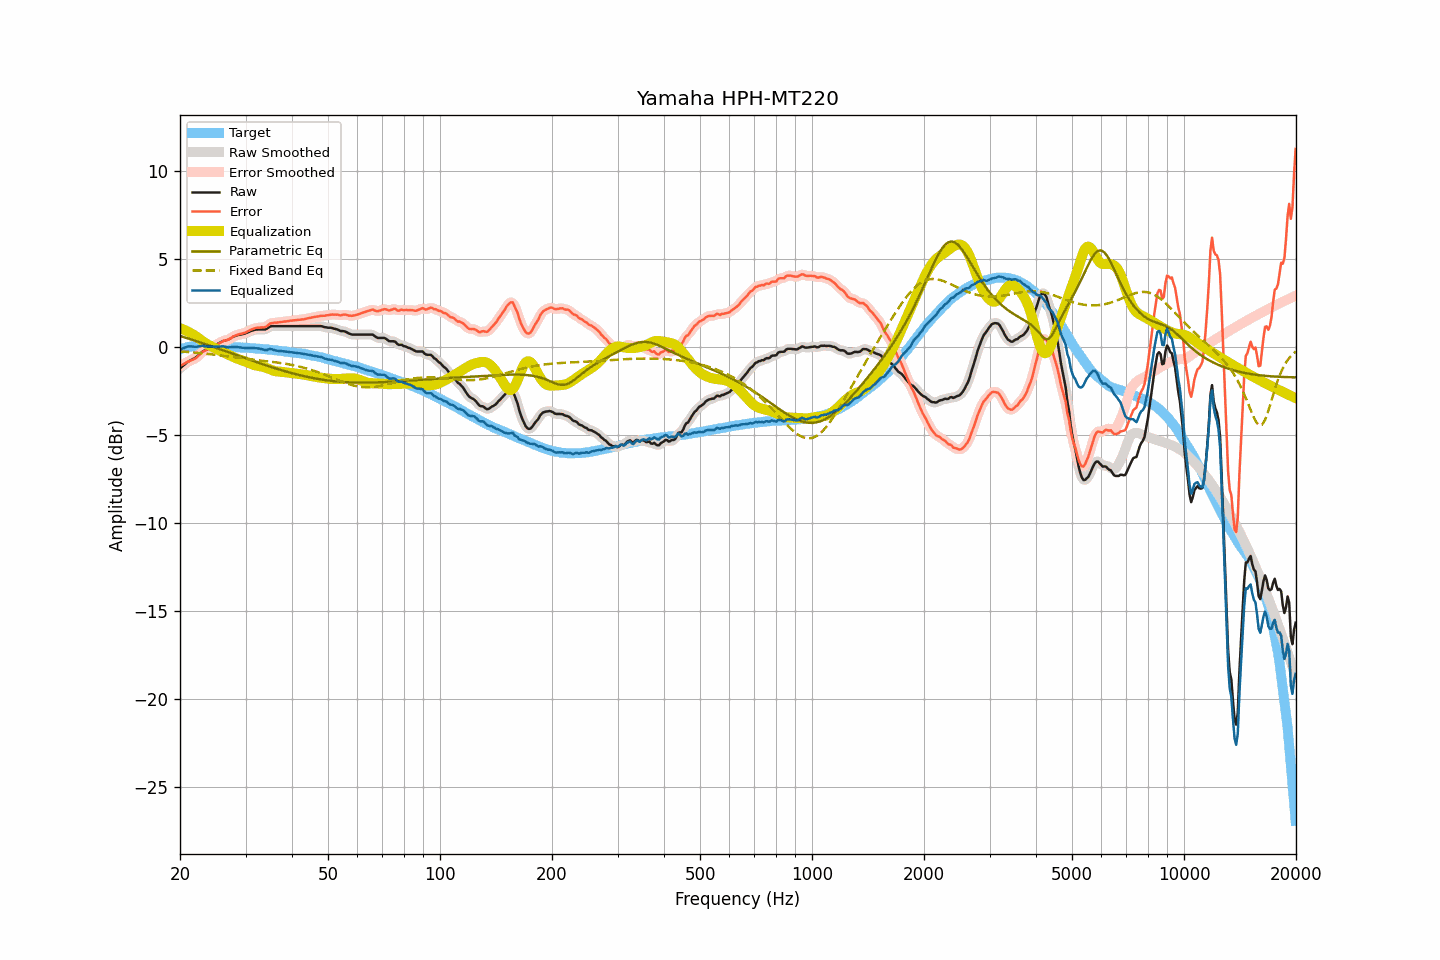 Yamaha HPH-MT220
Target
Raw Smoothed
Error Smoothed
Raw
Error
Equalization
Parametric Eq
Fixed Band Eq
Equalized
10
5
0
−5
−10
−15
−20
−25
Amplitude (dBr)
20 50 100 200 500 1000 2000 5000 10000 20000
Frequency (Hz)